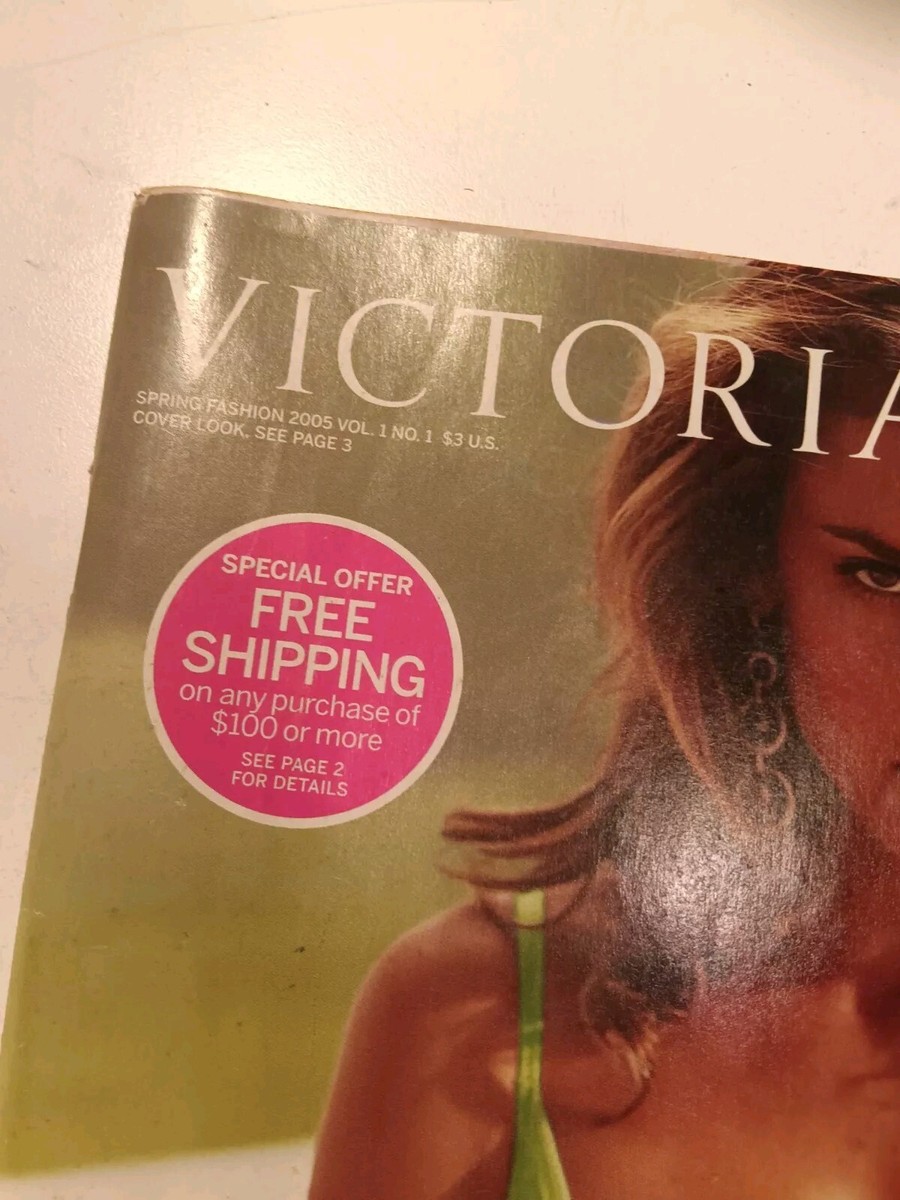 VICTORIA
SPRING FASHION 2005 VOL. 1 NO. 1 $3 U.S.
COVER LOOK, SEE PAGE 3
SPECIAL OFFER
FREE
SHIPPING
on any purchase of
$100 or more
SEE PAGE 2
FOR DETAILS